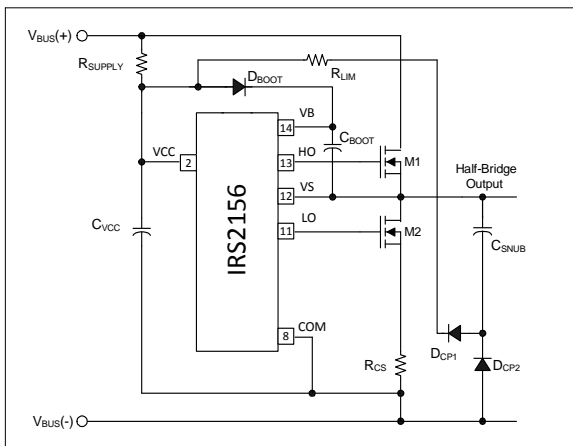 VBUS(+)
RSUPPLY
DBOOT
RLIM
VB
14
CBOOT
VCC
2
HO
13
M1
VS
12
Half-Bridge
Output
LO
11
M2
CVCC
IRS2156
CSNUB
COM
8
RCS
DCP1
DCP2
VBUS(-)